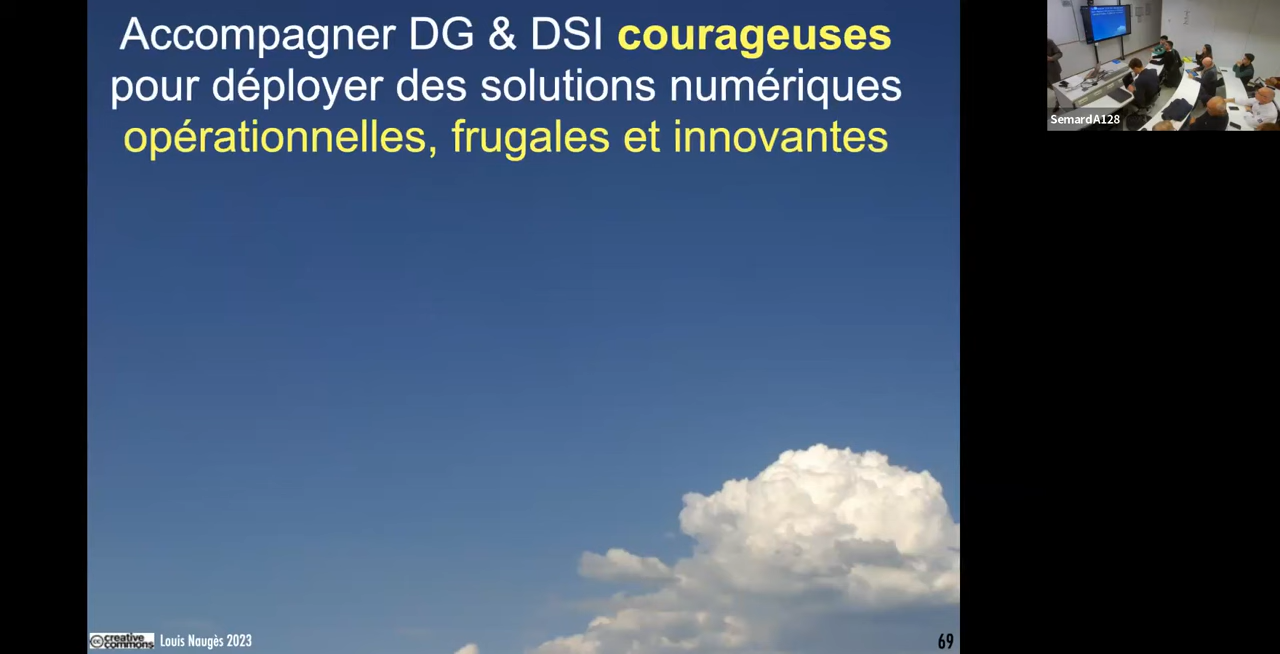 Accompagner DG & DSI courageuses
pour déployer des solutions numériques
opérationnelles, frugales et innovantes
SemardA128
creative commons
Louis Naugès 2023
69